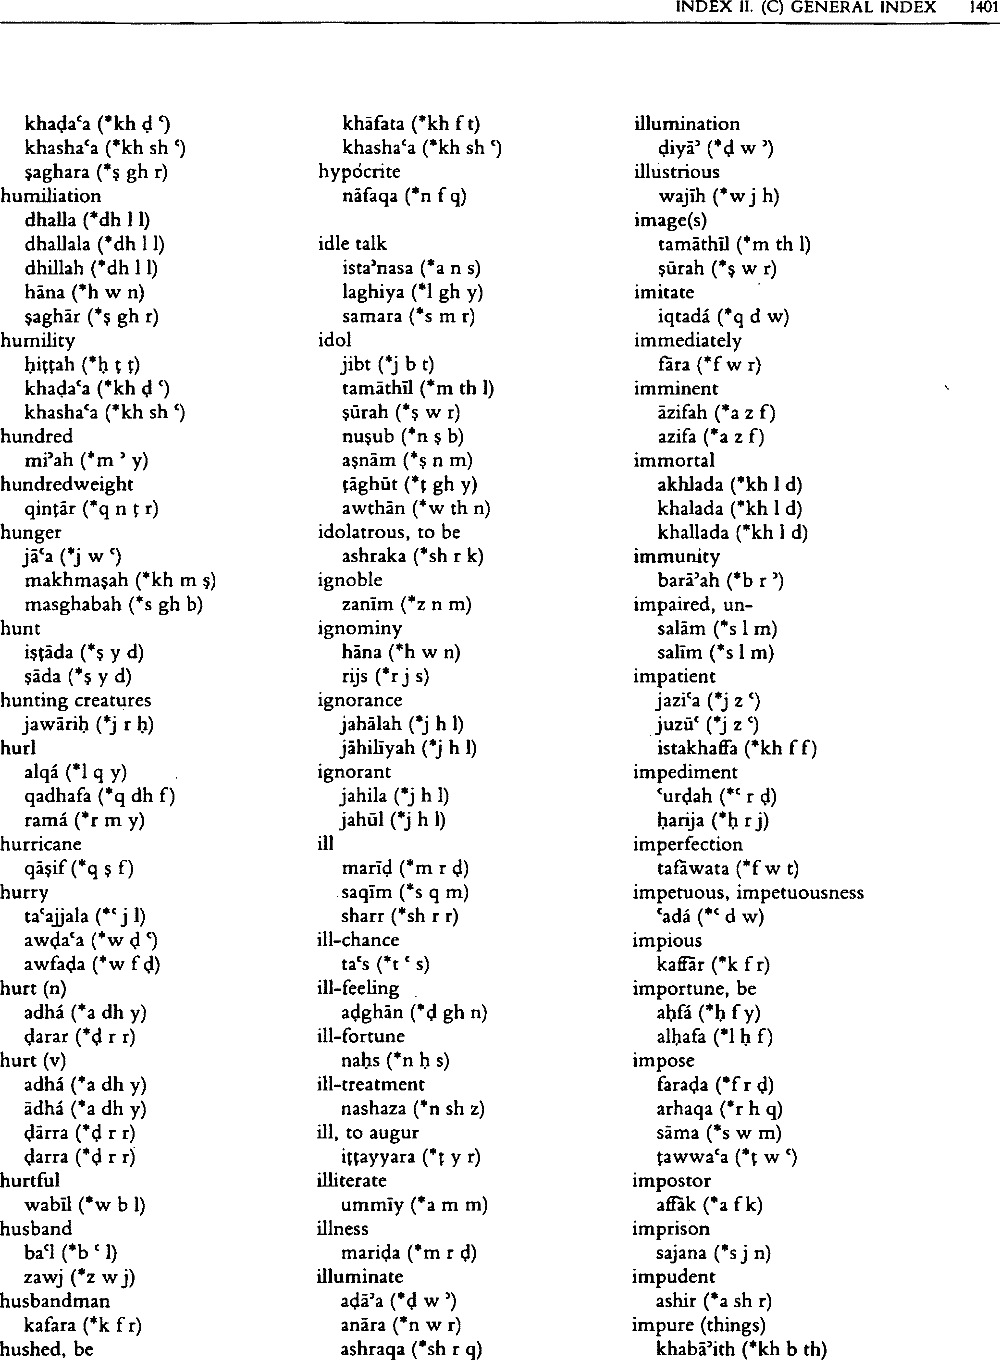 INDEX II. (C) GENERAL INDEX 1401
khaḍaʿa (*kh ḍ ʿ)
khashaʿa (*kh sh ʿ)
ṣaghara (*ṣ gh r)
humiliation
dhalla (*dh l l)
dhallala (*dh l l)
dhillah (*dh l l)
hāna (*h w n)
ṣaghār (*ṣ gh r)
humility
ḥiṭṭah (*ḥ ṭ ṭ)
khaḍaʿa (*kh ḍ ʿ)
khashaʿa (*kh sh ʿ)
hundred
miʾah (*m ʾ y)
hundredweight
qinṭār (*q n ṭ r)
hunger
jāʿa (*j w ʿ)
makhmaṣah (*kh m ṣ)
masghabah (*s gh b)
hunt
iṣṭāda (*ṣ y d)
ṣāda (*ṣ y d)
hunting creatures
jawāriḥ (*j r ḥ)
hurl
alqá (*l q y)
qadhafa (*q dh f)
ramá (*r m y)
hurricane
qāṣif (*q ṣ f)
hurry
taʿajjala (*ʿ j l)
awḍaʿa (*w ḍ ʿ)
awfaḍa (*w f ḍ)
hurt (n)
adhá (*a dh y)
ḍarar (*ḍ r r)
hurt (v)
adhá (*a dh y)
ādhá (*a dh y)
ḍārra (*ḍ r r)
ḍarra (*ḍ r r)
hurtful
wabīl (*w b l)
husband
baʿl (*b ʿ l)
zawj (*z w j)
husbandman
kafara (*k f r)
hushed, be
khāfata (*kh f t)
khashaʿa (*kh sh ʿ)
hypócrite
nāfaqa (*n f q)
idle talk
istaʾnasa (*a n s)
laghiya (*l gh y)
samara (*s m r)
idol
jibt (*j b t)
tamāthīl (*m th l)
ṣūrah (*ṣ w r)
nuṣub (*n ṣ b)
aṣnām (*ṣ n m)
ṭāghūt (*ṭ gh y)
awthān (*w th n)
idolatrous, to be
ashraka (*sh r k)
ignoble
zanīm (*z n m)
ignominy
hāna (*h w n)
rijs (*r j s)
ignorance
jahālah (*j h l)
jāhilīyah (*j h l)
ignorant
jahila (*j h l)
jahūl (*j h l)
ill
marīḍ (*m r ḍ)
saqīm (*s q m)
sharr (*sh r r)
ill-chance
taʿs (*t ʿ s)
ill-feeling
aḍghān (*ḍ gh n)
ill-fortune
naḥs (*n ḥ s)
ill-treatment
nashaza (*n sh z)
ill, to augur
iṭṭayyara (*ṭ y r)
illiterate
ummīy (*a m m)
illness
mariḍa (*m r ḍ)
illuminate
aḍāʾa (*ḍ w ʾ)
anāra (*n w r)
ashraqa (*sh r q)
illumination
ḍiyāʾ (*ḍ w ʾ)
illustrious
wajīh (*w j h)
image(s)
tamāthīl (*m th l)
ṣūrah (*ṣ w r)
imitate
iqtadá (*q d w)
immediately
fāra (*f w r)
imminent
āzifah (*a z f)
azifa (*a z f)
immortal
akhlada (*kh l d)
khalada (*kh l d)
khallada (*kh l d)
immunity
barāʾah (*b r ʾ)
impaired, un-
salām (*s l m)
salīm (*s l m)
impatient
jaziʿa (*j z ʿ)
juzūʿ (*j z ʿ)
istakhaffa (*kh f f)
impediment
ʿurḍah (*ʿ r ḍ)
ḥarija (*ḥ r j)
imperfection
tafāwata (*f w t)
impetuous, impetuousness
ʿadá (*ʿ d w)
impious
kaffār (*k f r)
importune, be
aḥfá (*ḥ f y)
alḥafa (*l ḥ f)
impose
faraḍa (*f r ḍ)
arhaqa (*r h q)
sāma (*s w m)
ṭawwaʿa (*ṭ w ʿ)
impostor
affāk (*a f k)
imprison
sajana (*s j n)
impudent
ashir (*a sh r)
impure (things)
khabāʾith (*kh b th)